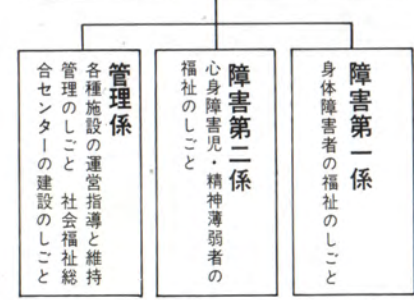 障害第一係
身体障害者の福祉のしごと
障害第二係
心身障害児・精神薄弱者の
福祉のしごと
管理係
各種施設の運営指導と維持
管理のしごと　社会福祉総
合センターの建設のしごと